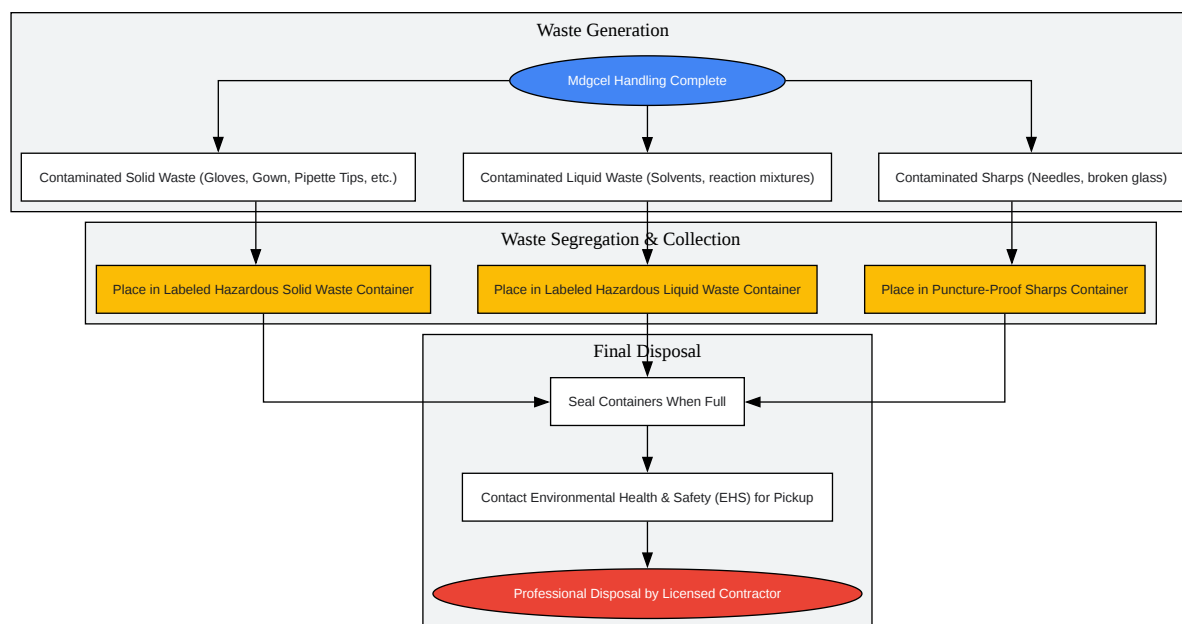 Waste Generation
Mdgcel Handling Complete
Contaminated Solid Waste (Gloves, Gown, Pipette Tips, etc.)
Contaminated Liquid Waste (Solvents, reaction mixtures)
Contaminated Sharps (Needles, broken glass)
Waste Segregation & Collection
Place in Labeled Hazardous Solid Waste Container
Place in Labeled Hazardous Liquid Waste Container
Place in Puncture-Proof Sharps Container
Final Disposal
Seal Containers When Full
Contact Environmental Health & Safety (EHS) for Pickup
Professional Disposal by Licensed Contractor